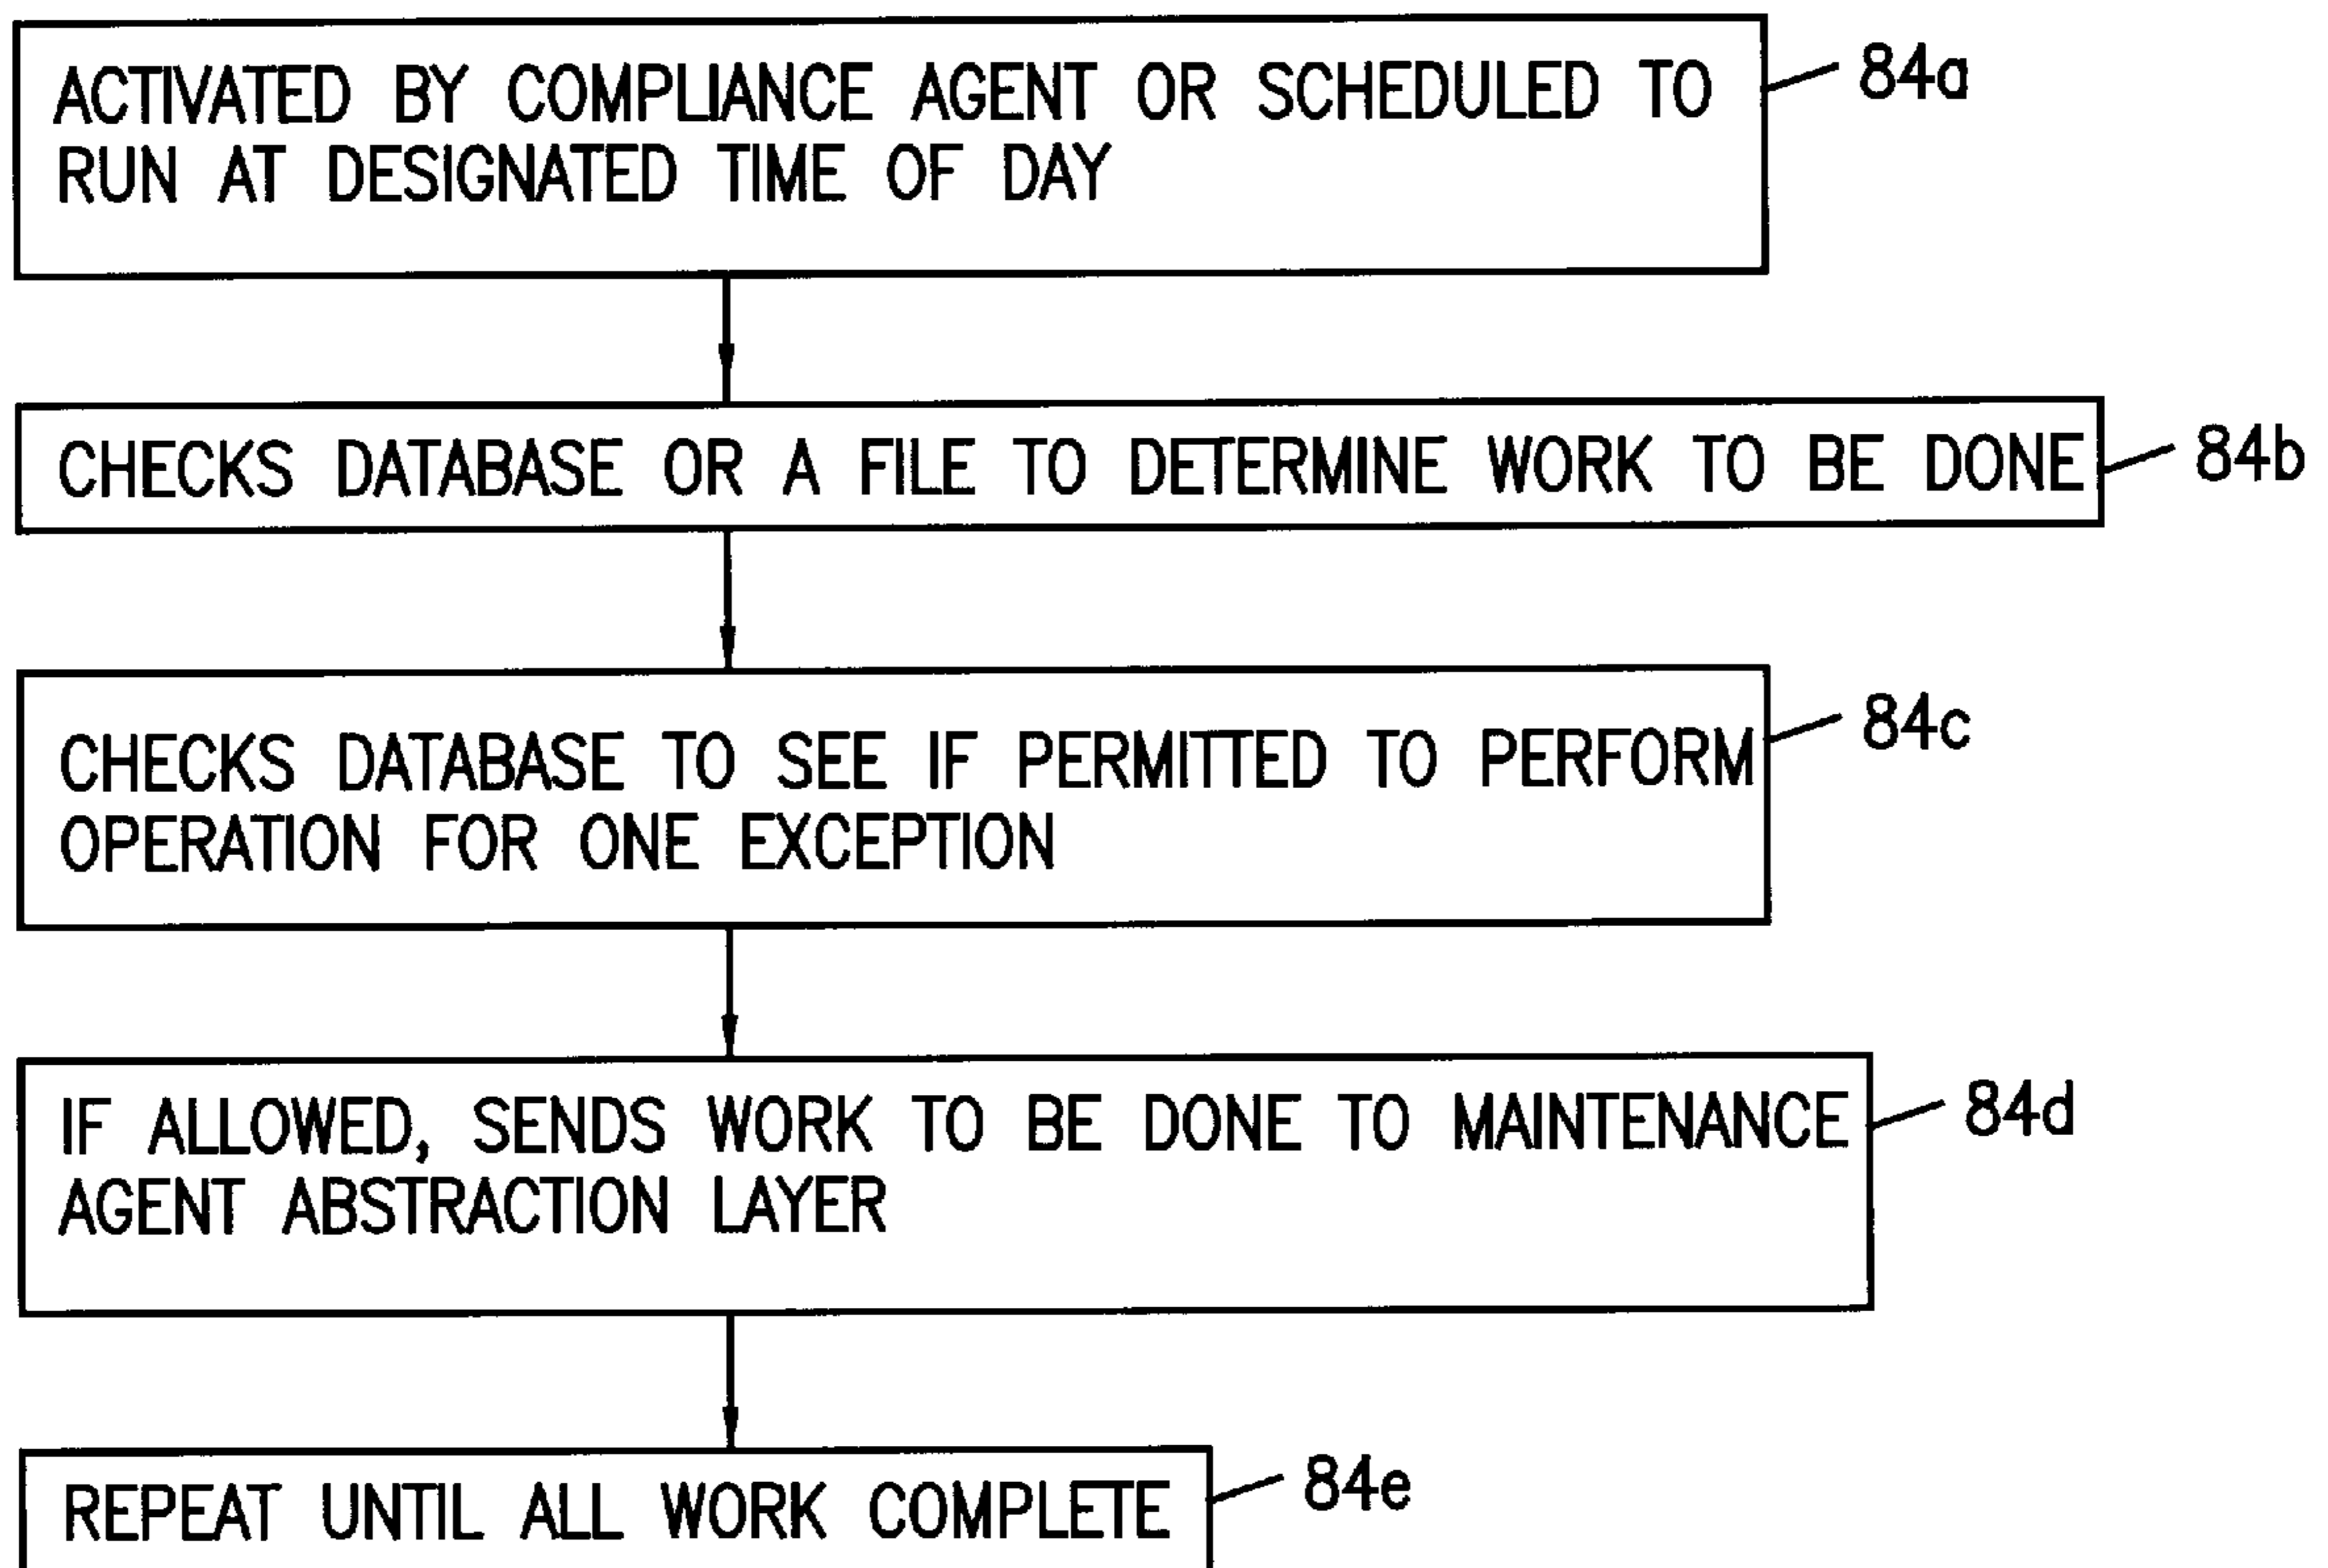 ACTIVATED BY COMPLIANCE AGENT OR SCHEDULED TO
RUN AT DESIGNATED TIME OF DAY
84a
CHECKS DATABASE OR A FILE TO DETERMINE WORK TO BE DONE
84b
CHECKS DATABASE TO SEE IF PERMITTED TO PERFORM
OPERATION FOR ONE EXCEPTION
84c
IF ALLOWED, SENDS WORK TO BE DONE TO MAINTENANCE
AGENT ABSTRACTION LAYER
84d
REPEAT UNTIL ALL WORK COMPLETE
84e